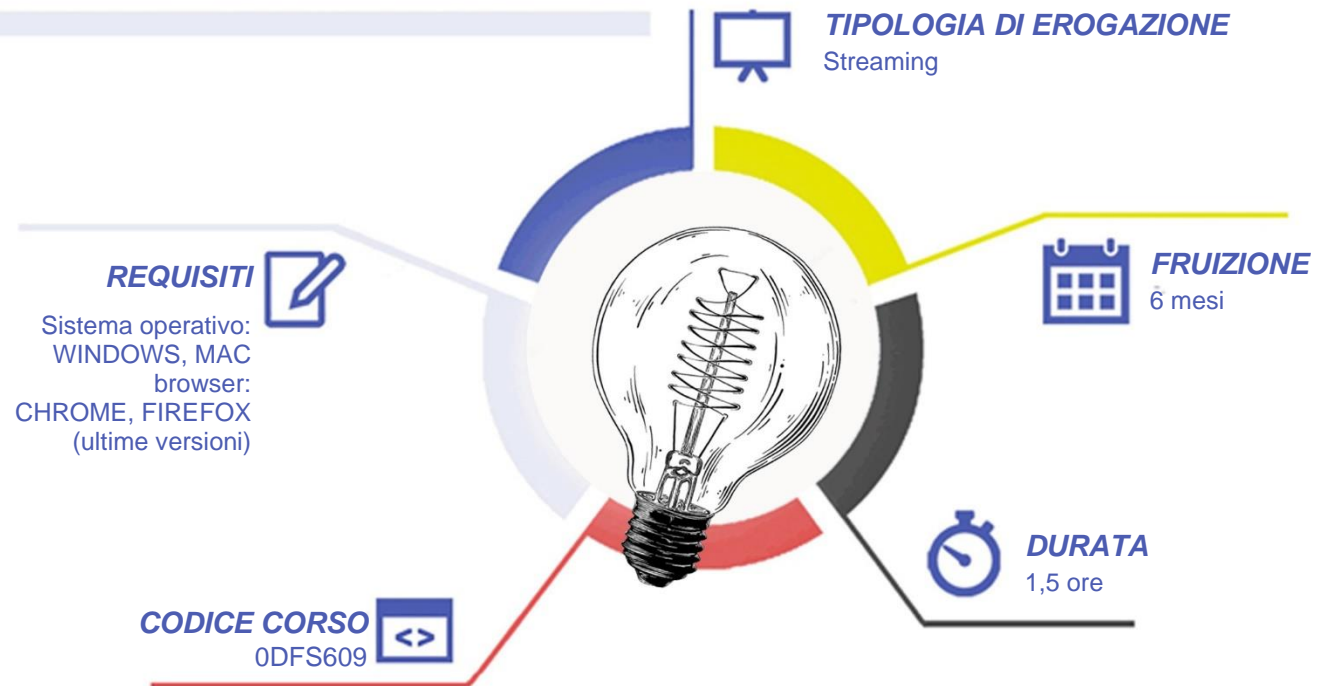 TIPOLOGIA DI EROGAZIONE
Streaming
REQUISITI
Sistema operativo:
WINDOWS, MAC
browser:
CHROME, FIREFOX
(ultime versioni)
FRUIZIONE
6 mesi
DURATA
1,5 ore
CODICE CORSO
0DFS609
<>